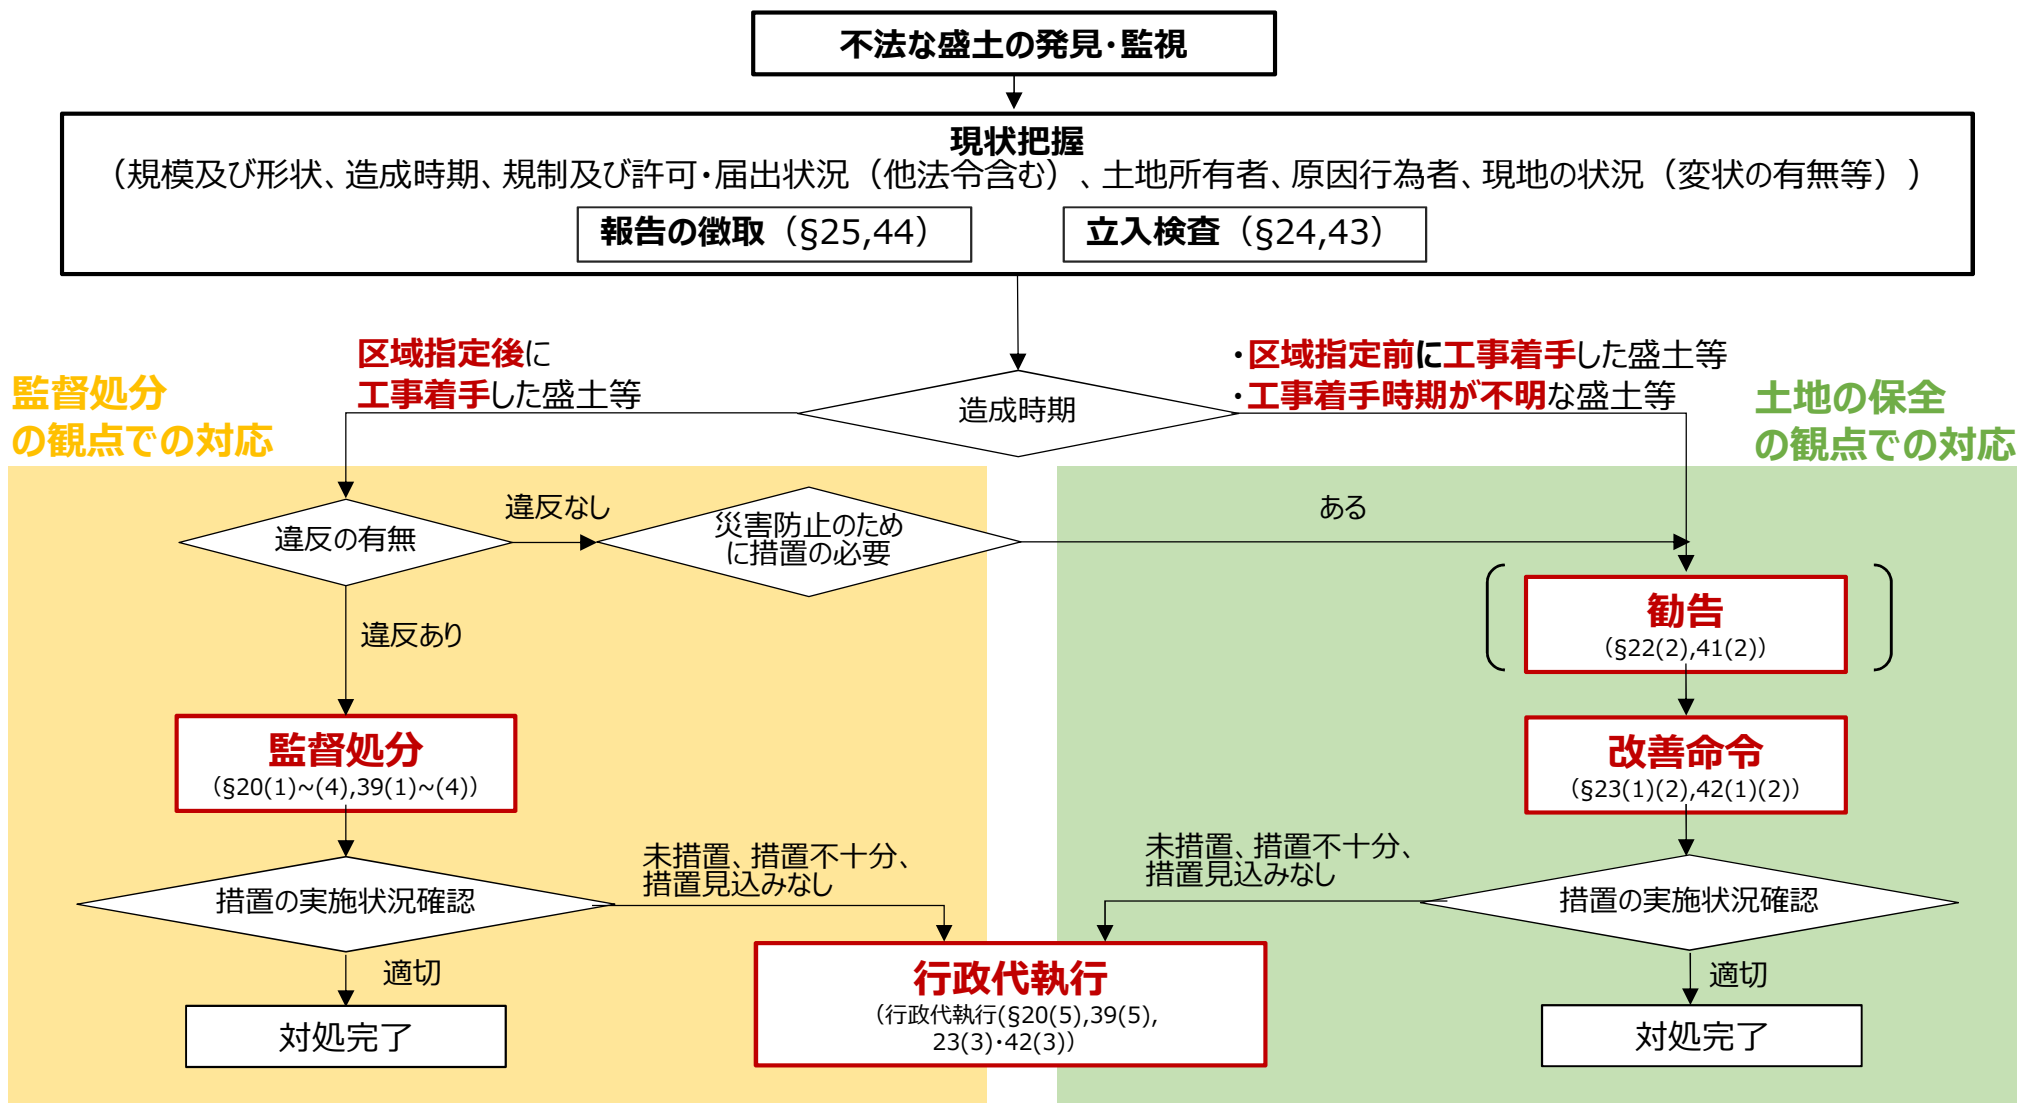 不法な盛土の発見・監視
現状把握
（規模及び形状、造成時期、規制及び許可・届出状況（他法令含む）、土地所有者、原因行為者、現地の状況（変状の有無等））
報告の徴取（§25,44）
立入検査（§24,43）
区域指定後に
工事着手した盛土等
・区域指定前に工事着手した盛土等
・工事着手時期が不明な盛土等
監督処分
の観点での対応
造成時期
土地の保全
の観点での対応
違反の有無
違反なし
災害防止のため
に措置の必要
ある
違反あり
勧告
（§22(2),41(2)）
監督処分
（§20(1)~(4),39(1)~(4)）
改善命令
（§23(1)(2),42(1)(2)）
措置の実施状況確認
未措置、措置不十分、
措置見込みなし
未措置、措置不十分、
措置見込みなし
措置の実施状況確認
適切
対処完了
行政代執行
（行政代執行(§20(5),39(5),
23(3)・42(3)）
適切
対処完了